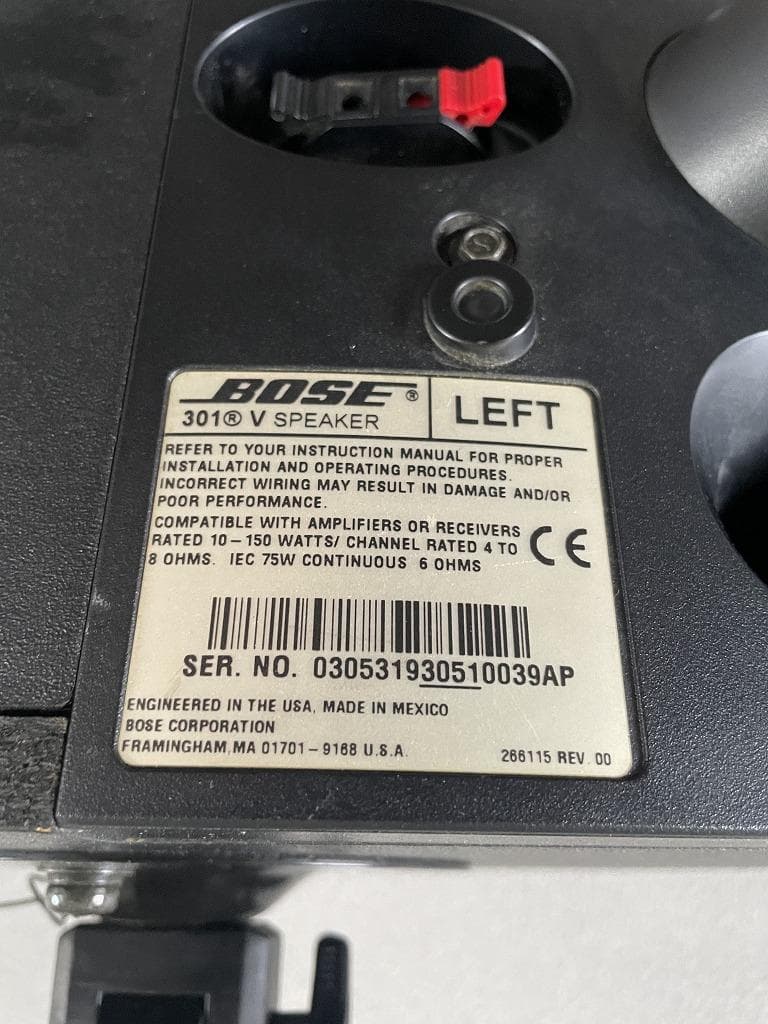 BOSE®
301® V SPEAKER
LEFT
REFER TO YOUR INSTRUCTION MANUAL FOR PROPER
INSTALLATION AND OPERATING PROCEDURES.
INCORRECT WIRING MAY RESULT IN DAMAGE AND/OR
POOR PERFORMANCE.
COMPATIBLE WITH AMPLIFIERS OR RECEIVERS
RATED 10 – 150 WATTS/ CHANNEL RATED 4 TO
8 OHMS. IEC 75W CONTINUOUS 6 OHMS
CE
SER. NO. 030531930510039AP
ENGINEERED IN THE USA, MADE IN MEXICO
BOSE CORPORATION
FRAMINGHAM, MA 01701 – 9168 U.S.A.
266115 REV. 00